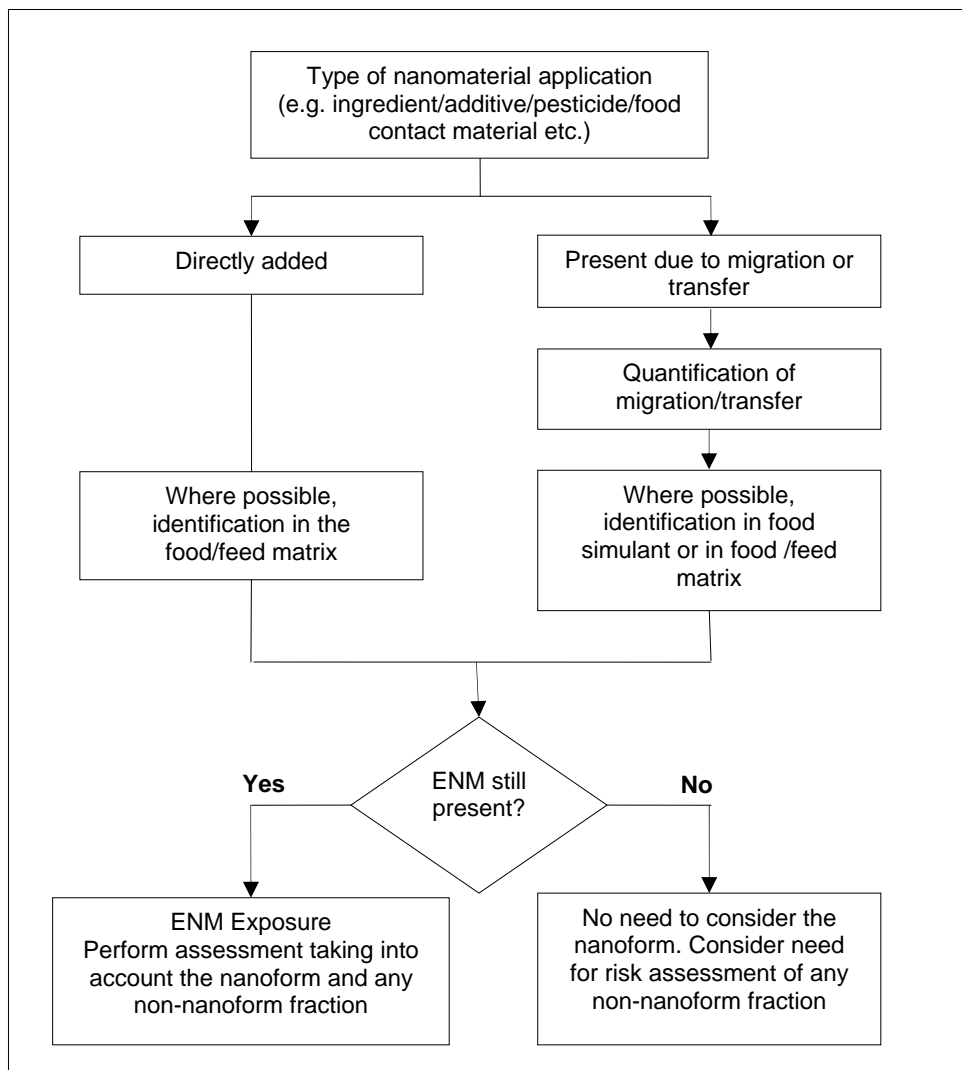 Type of nanomaterial application
(e.g. ingredient/additive/pesticide/food
contact material etc.)
Directly added
Present due to migration or
transfer
Quantification of
migration/transfer
Where possible,
identification in the
food/feed matrix
Where possible,
identification in food
simulant or in food /feed
matrix
Yes
ENM still
present?
No
ENM Exposure
Perform assessment taking into
account the nanoform and any
non-nanoform fraction
No need to consider the
nanoform. Consider need
for risk assessment of any
non-nanoform fraction